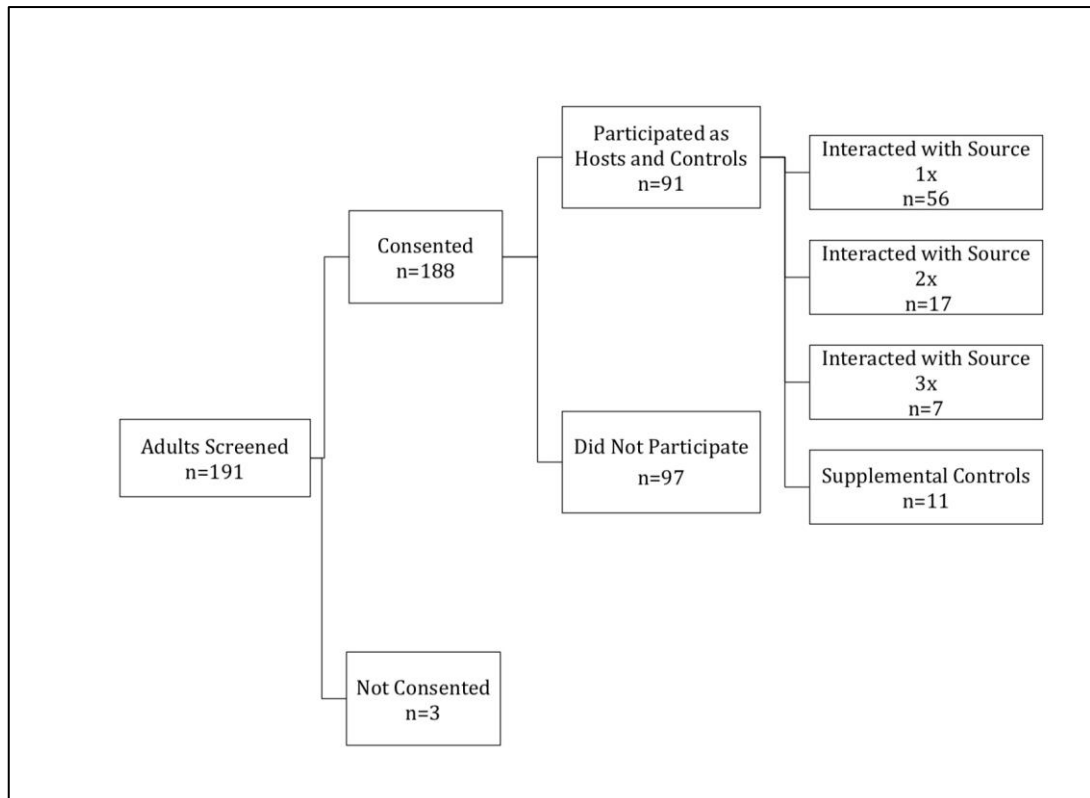 Adults Screened
n=191
Consented
n=188
Not Consented
n=3
Participated as
Hosts and Controls
n=91
Did Not Participate
n=97
Interacted with Source
1x
n=56
Interacted with Source
2x
n=17
Interacted with Source
3x
n=7
Supplemental Controls
n=11